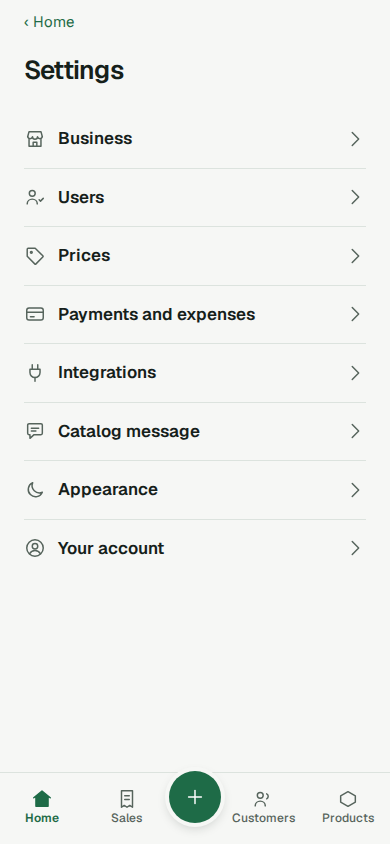 ‹ Home
Settings
Business
Users
Prices
Payments and expenses
Integrations
Catalog message
Appearance
Your account
Home
Sales
Customers
Products